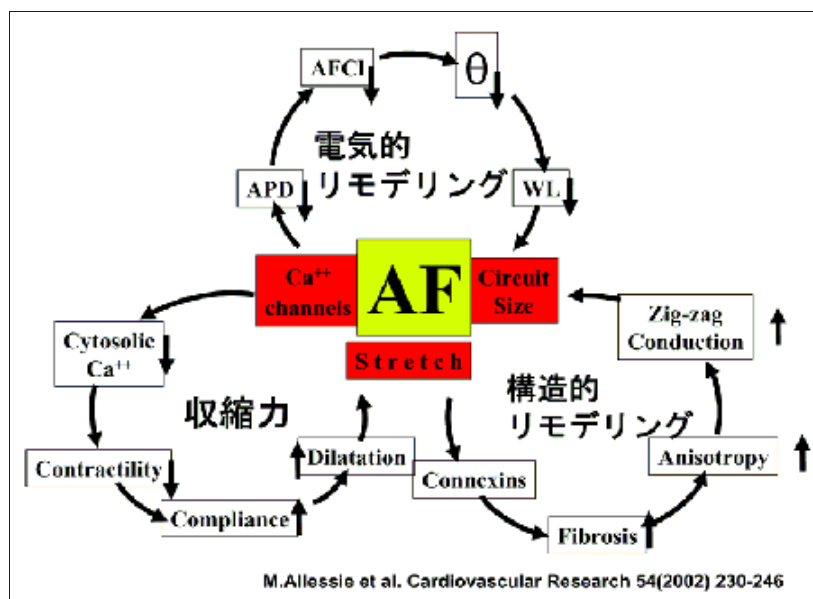 AFCl
θ
電気的
リモデリング
APD
WL
Ca++
channels
AF
Circuit
Size
Stretch
Cytosolic
Ca++
収縮力
Contractility
Compliance
Dilatation
構造的
リモデリング
Zig-zag
Conduction
Connexins
Anisotropy
Fibrosis
M.Allessie et al. Cardiovascular Research 54(2002) 230-246